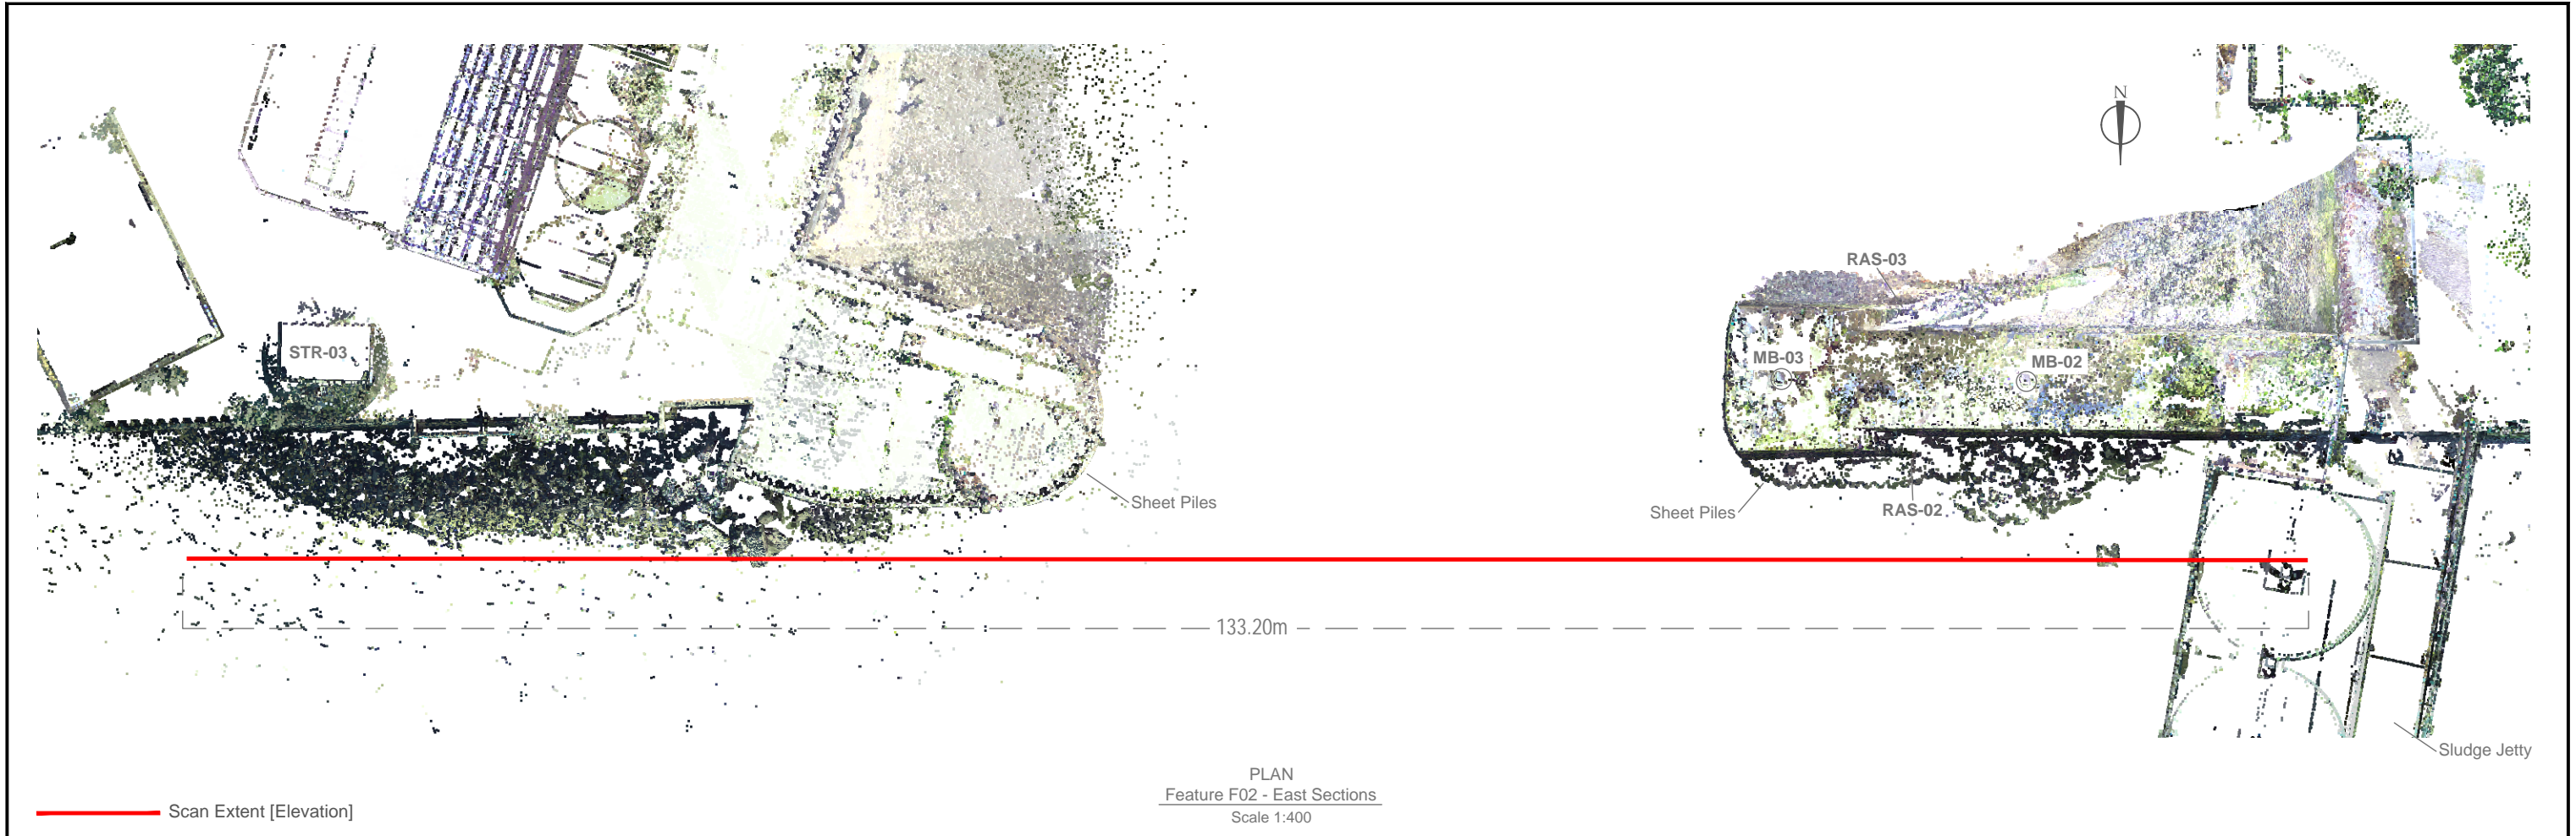 N
RAS-03
STR-03
MB-03
MB-02
Sheet Piles
Sheet Piles
RAS-02
133.20m
Sludge Jetty
PLAN
Feature F02 - East Sections
Scale 1:400
Scan Extent [Elevation]